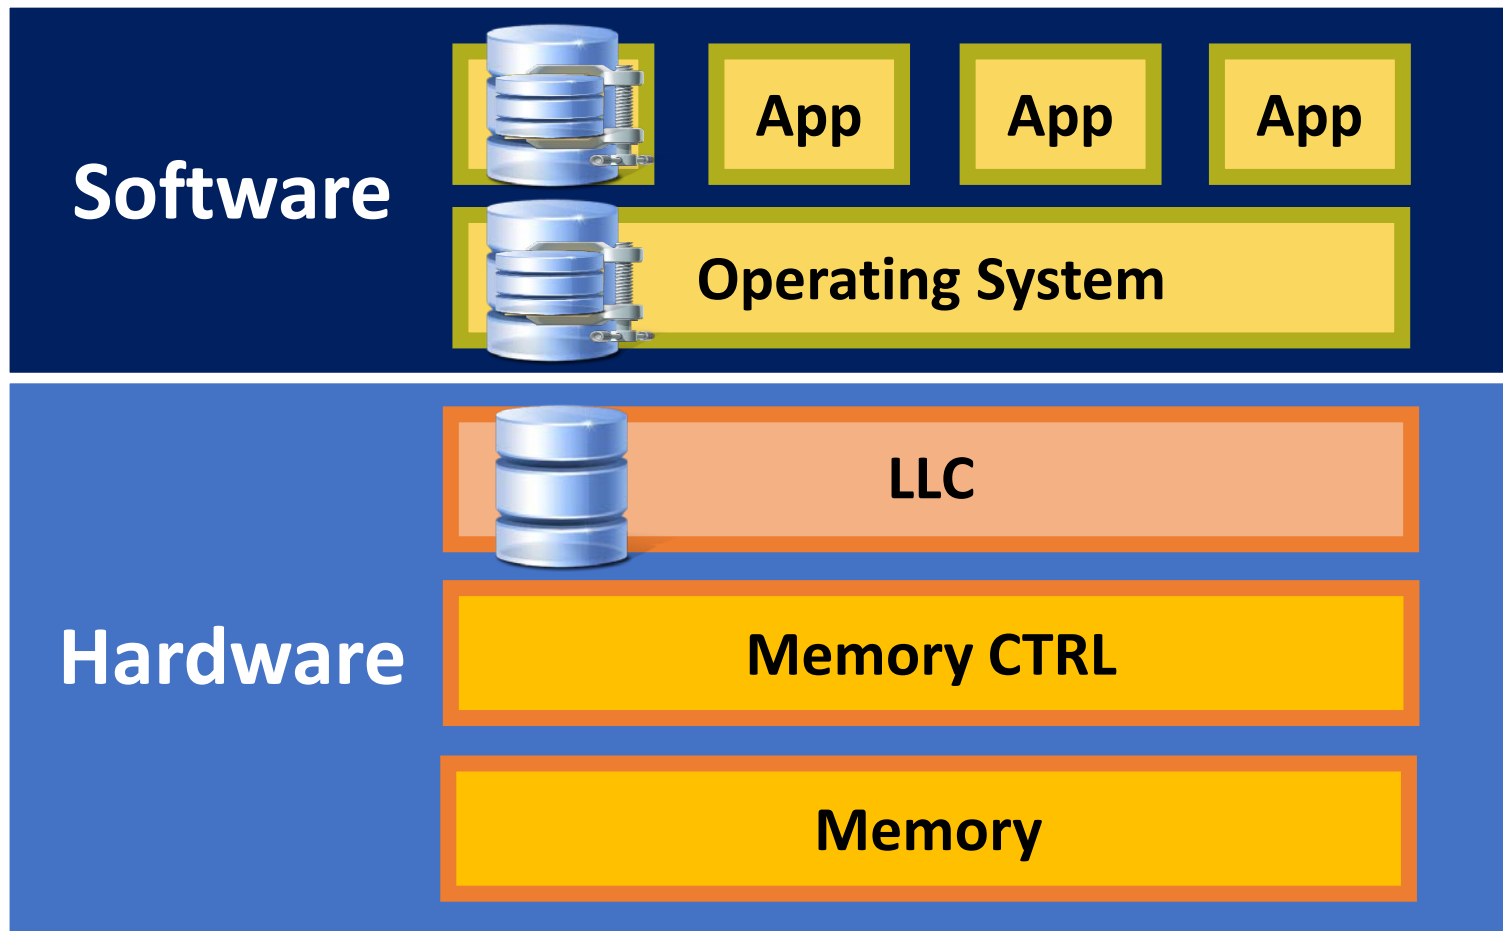 Software
App
App
App
Operating System
Hardware
LLC
Memory CTRL
Memory